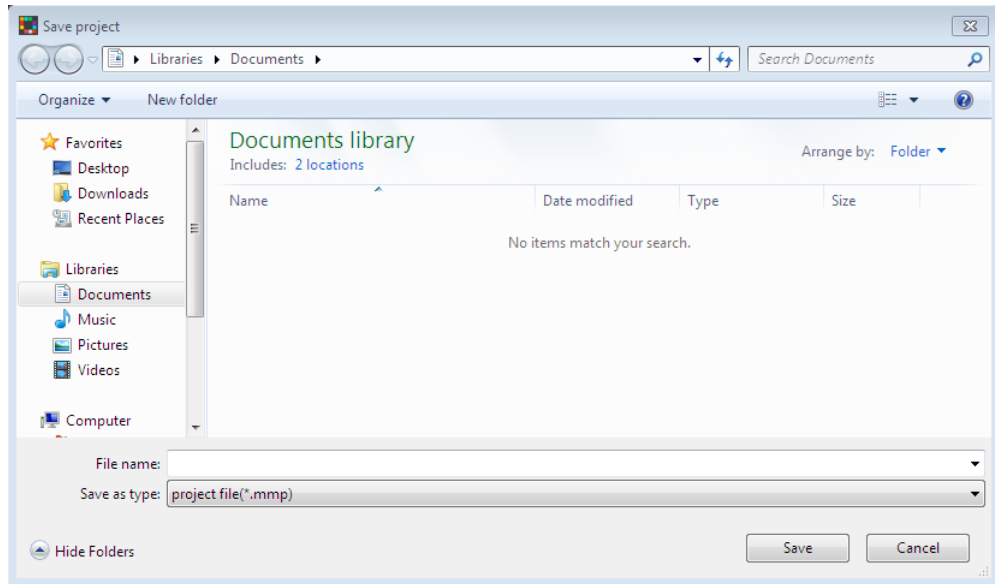 Save project
Libraries Documents
Search Documents
Organize New folder
Favorites
Desktop
Downloads
Recent Places
Libraries
Documents
Music
Pictures
Videos
Computer
Documents library
Includes: 2 locations
Arrange by: Folder
Name Date modified Type Size
No items match your search.
File name:
Save as type: project file(*.mmp)
Hide Folders
Save Cancel